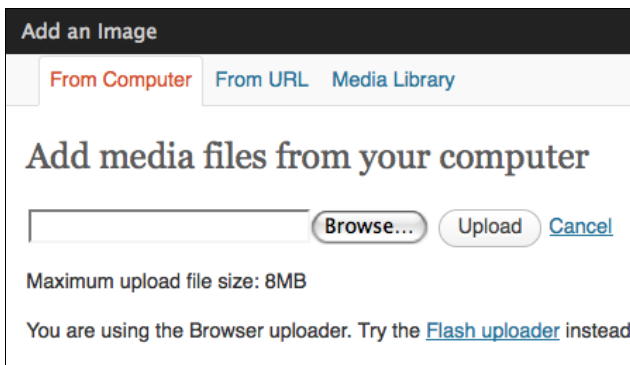 Add an Image
From Computer From URL Media Library
Add media files from your computer
Browse... Upload Cancel
Maximum upload file size: 8MB
You are using the Browser uploader. Try the Flash uploader instead